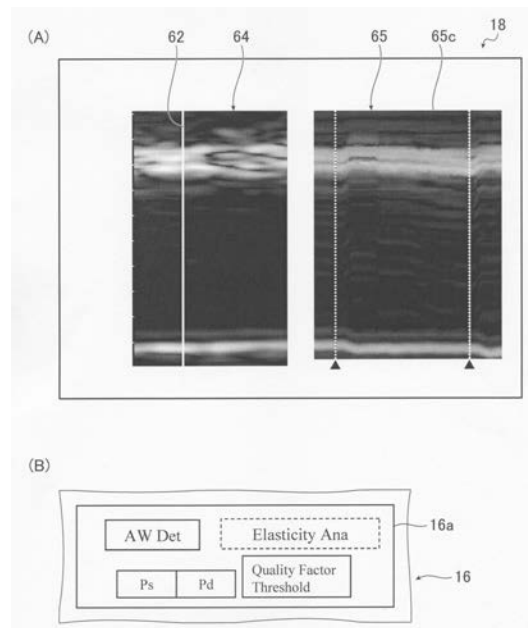 (A)
62
64
65
65c
18
(B)
AW Det
Elasticity Ana
16a
Ps
Pd
Quality Factor
Threshold
16